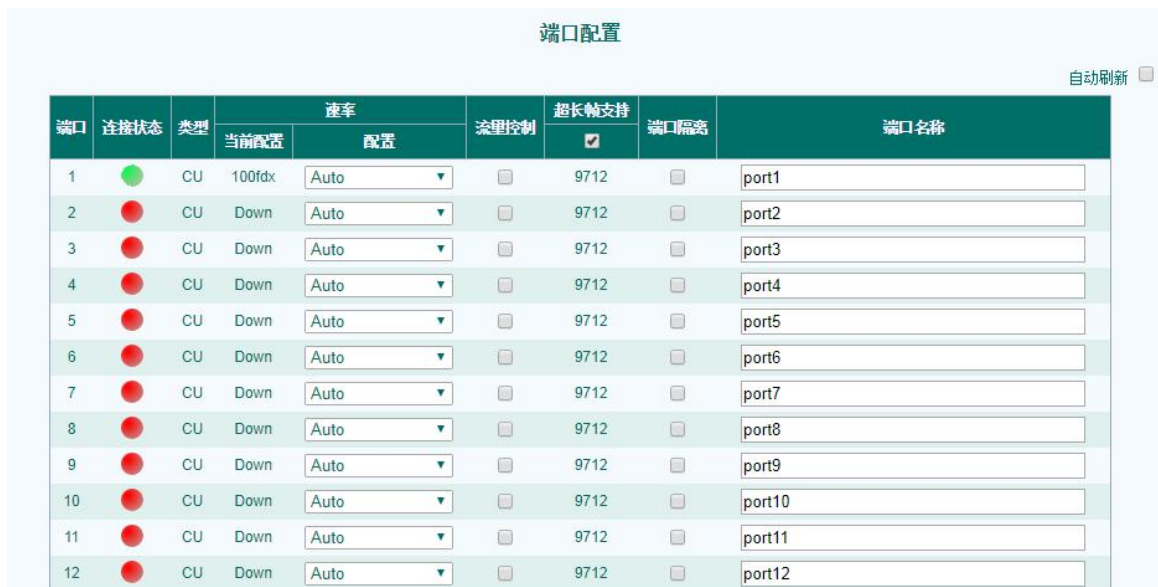 端口配置
自动刷新
端口 连接状态 类型 速率 流量控制 超长帧支持 端口隔离 端口名称
当前配置 配置
1 CU 100fdx Auto 9712 port1
2 CU Down Auto 9712 port2
3 CU Down Auto 9712 port3
4 CU Down Auto 9712 port4
5 CU Down Auto 9712 port5
6 CU Down Auto 9712 port6
7 CU Down Auto 9712 port7
8 CU Down Auto 9712 port8
9 CU Down Auto 9712 port9
10 CU Down Auto 9712 port10
11 CU Down Auto 9712 port11
12 CU Down Auto 9712 port12